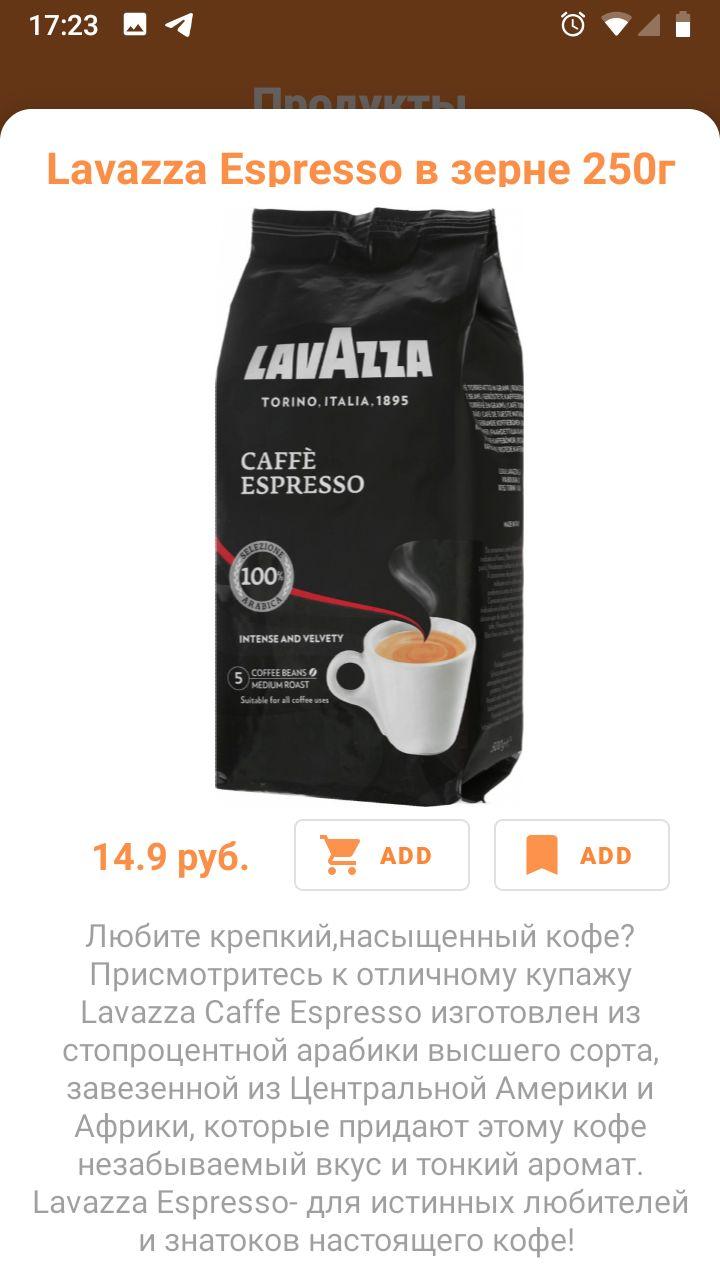 17:23
Продукты
Lavazza Espresso в зерне 250г
LAVAZZA
TORINO, ITALIA, 1895
CAFFÈ
ESPRESSO
SELEZIONE
100%
ARABICA
INTENSE AND VELVETY
5 COFFEE BEANS
MEDIUM ROAST
Suitable for all coffee uses
14.9 руб.
ADD
ADD
Любите крепкий,насыщенный кофе?
Присмотритесь к отличному купажу
Lavazza Caffe Espresso изготовлен из
стопроцентной арабики высшего сорта,
завезенной из Центральной Америки и
Африки, которые придают этому кофе
незабываемый вкус и тонкий аромат.
Lavazza Espresso- для истинных любителей
и знатоков настоящего кофе!